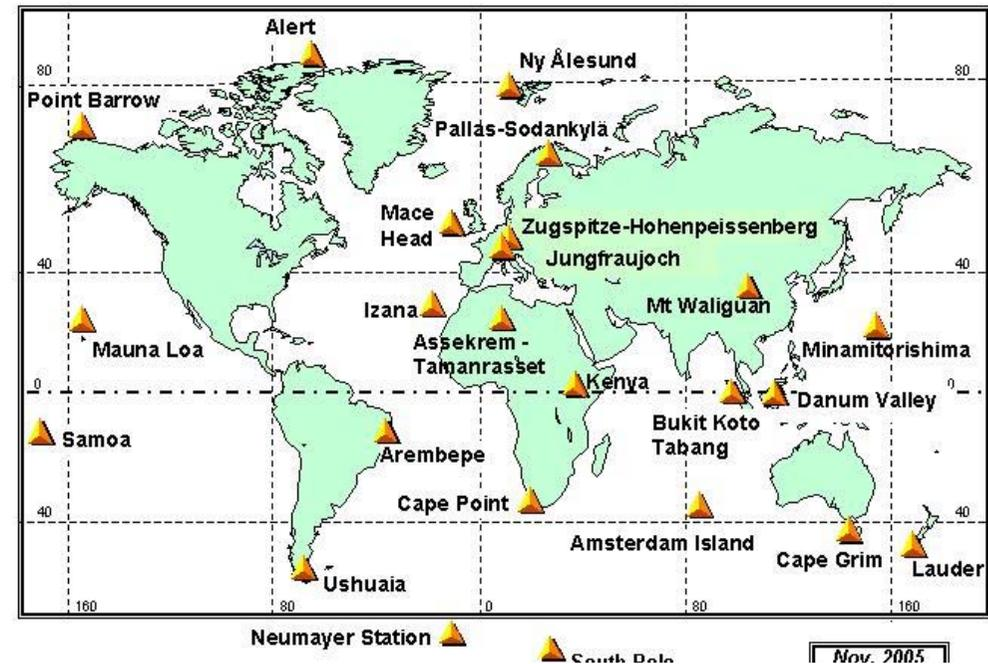 Alert
Ny Ålesund
80
80
Point Barrow
Pallas-Sodankylä
Mace
Head
Zugspitze-Hohenpeissenberg
Jungfraujoch
40
40
Izana
Mt Waliguan
Mauna Loa
Assekrem -
Tamanrasset
Minamitorishima
0
Kenya
0
Danum Valley
Bukit Koto
Tabang
Samoa
Arembepe
Cape Point
40
40
Amsterdam Island
Cape Grim
Lauder
Ushuaia
160
80
0
80
160
Neumayer Station
South Pole
Nov. 2005